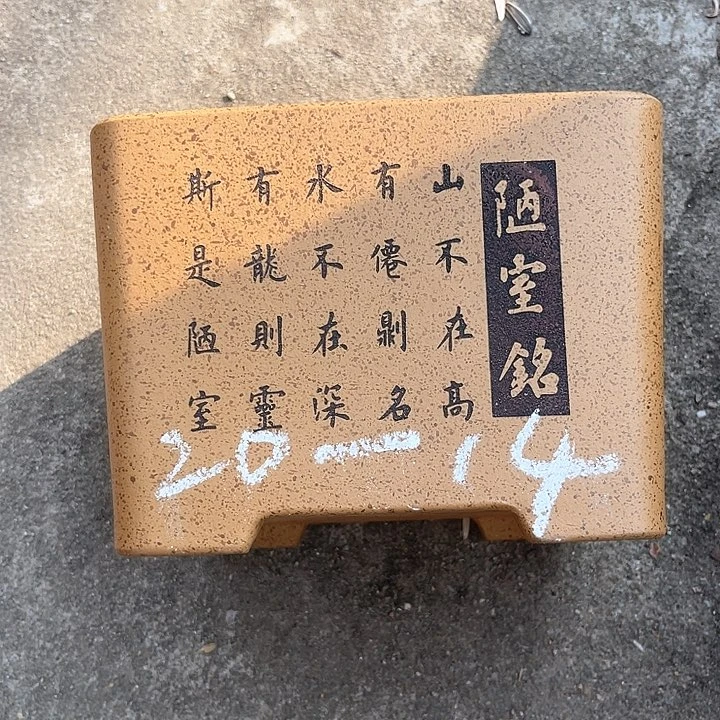 陋室銘
山不在高
有僊則名
水不在深
有龍則靈
斯是陋室
20-14